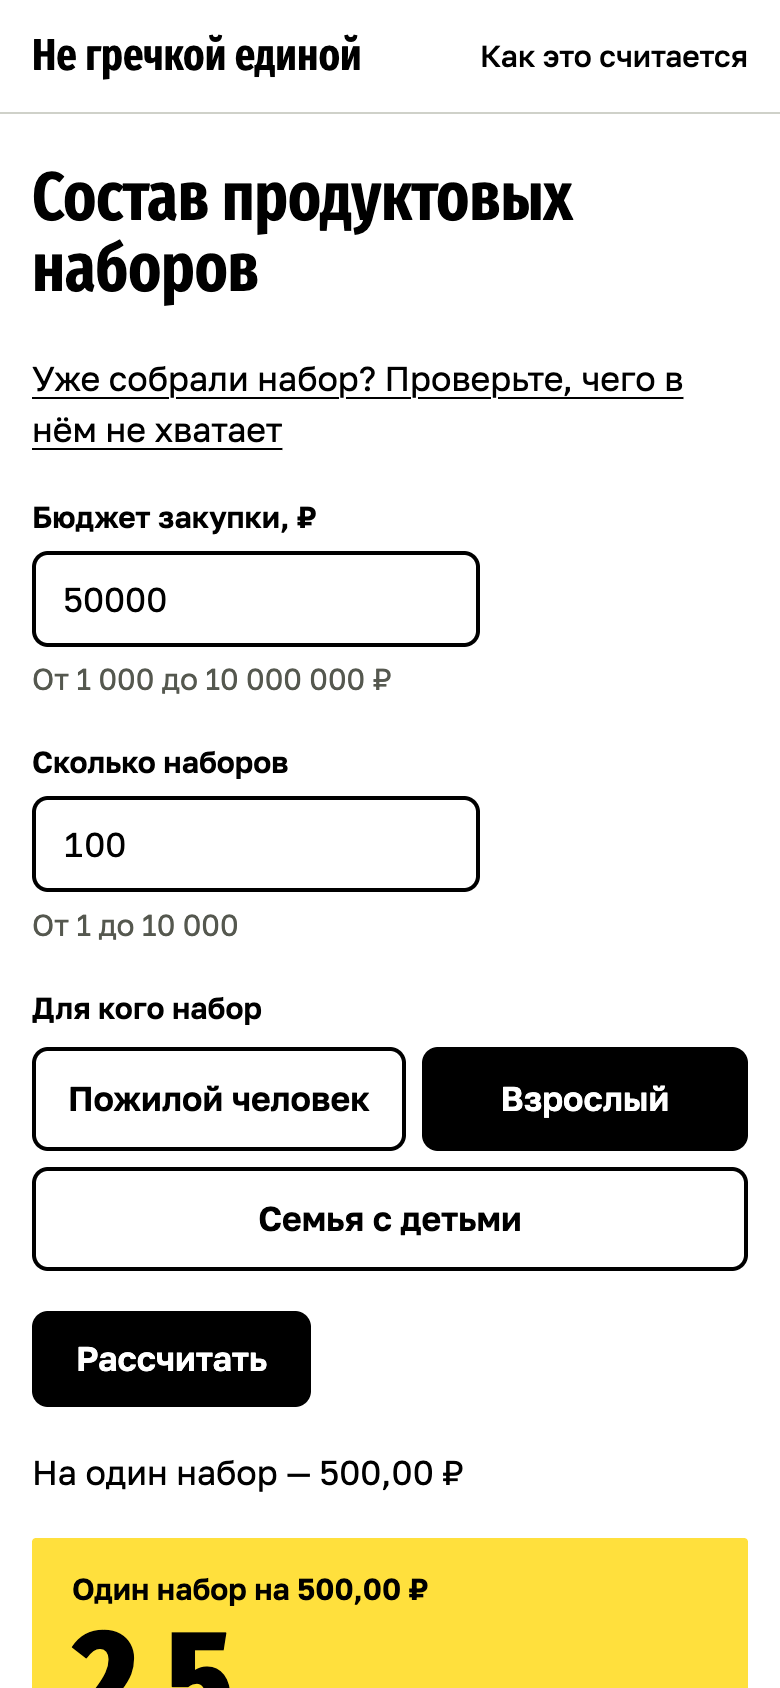 Не гречкой единой
Как это считается
Состав продуктовых
наборов
Уже собрали набор? Проверьте, чего в
нём не хватает
Бюджет закупки, ₽
50000
От 1 000 до 10 000 000 ₽
Сколько наборов
100
От 1 до 10 000
Для кого набор
Пожилой человек
Взрослый
Семья с детьми
Рассчитать
На один набор — 500,00 ₽
Один набор на 500,00 ₽